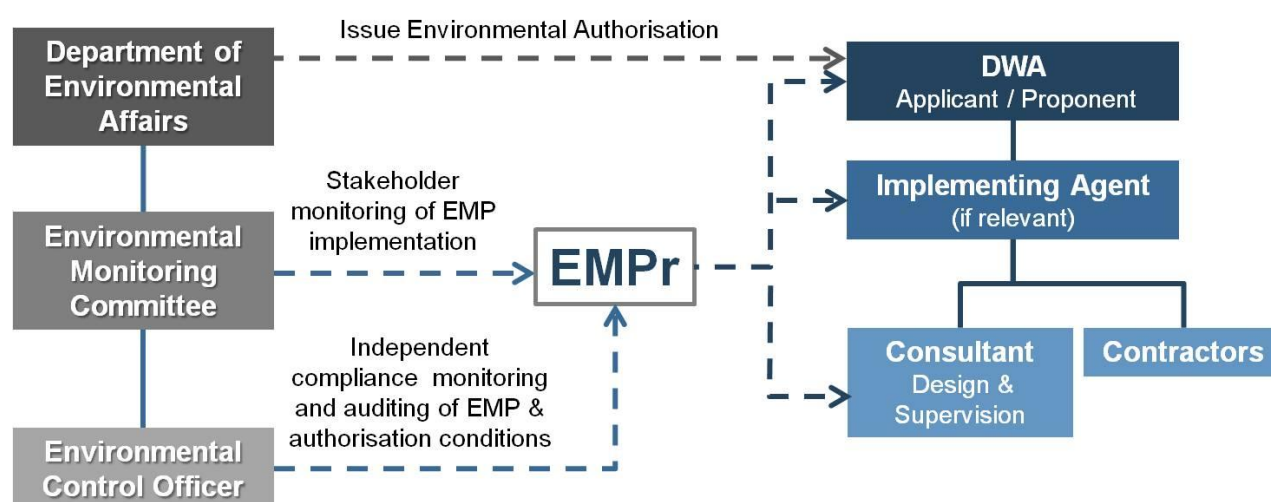 Issue Environmental Authorisation
Department of
Environmental
Affairs
DWA
Applicant / Proponent
Stakeholder
monitoring of EMP
implementation
Implementing Agent
(if relevant)
Environmental
Monitoring
Committee
EMPr
Independent
compliance monitoring
and auditing of EMP &
authorisation conditions
Consultant
Design &
Supervision
Contractors
Environmental
Control Officer